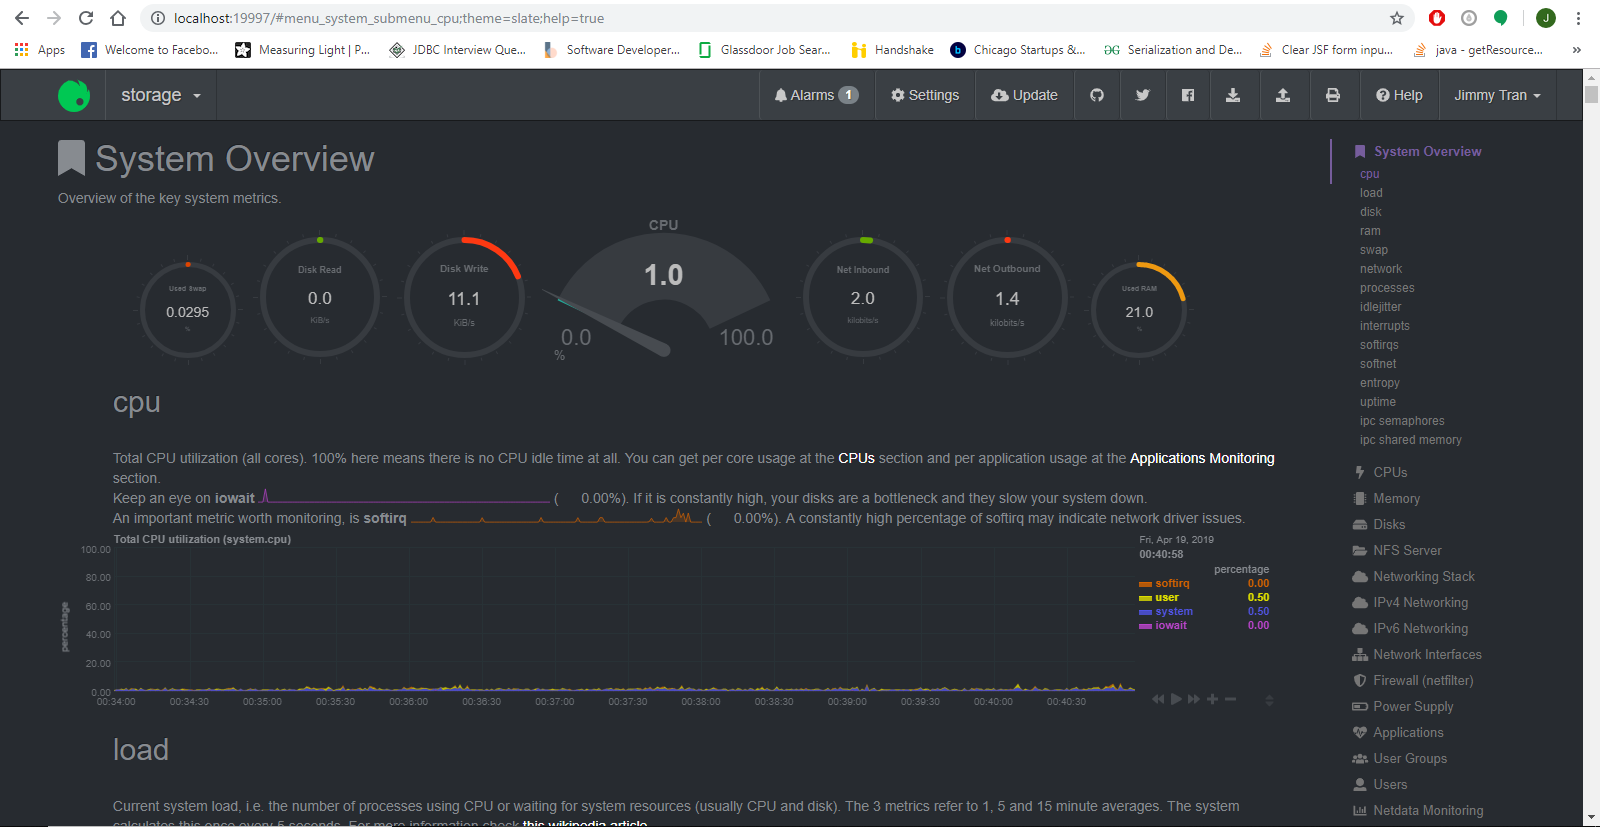 localhost:19997/#menu_system_submenu_cpu;theme=slate;help=true
J
Apps Welcome to Facebo... Measuring Light | P... JDBC Interview Que... Software Developer... Glassdoor Job Sear... Handshake Chicago Startups &... Serialization and De... Clear JSF form inpu... java - getResource... »
storage Alarms 1 Settings Update Help Jimmy Tran
System Overview
Overview of the key system metrics.
Used Swap
0.0295
%
Disk Read
0.0
KiB/s
Disk Write
11.1
KiB/s
CPU
1.0
0.0 100.0
%
Net Inbound
2.0
kilobits/s
Net Outbound
1.4
kilobits/s
Used RAM
21.0
%
cpu
Total CPU utilization (all cores). 100% here means there is no CPU idle time at all. You can get per core usage at the CPUs section and per application usage at the Applications Monitoring
section.
Keep an eye on iowait ( 0.00%). If it is constantly high, your disks are a bottleneck and they slow your system down.
An important metric worth monitoring, is softirq ( 0.00%). A constantly high percentage of softirq may indicate network driver issues.
Total CPU utilization (system.cpu)
percentage
100.00
80.00
60.00
40.00
20.00
0.00
00:34:00 00:34:30 00:35:00 00:35:30 00:36:00 00:36:30 00:37:00 00:37:30 00:38:00 00:38:30 00:39:00 00:39:30 00:40:00 00:40:30
Fri, Apr 19, 2019
00:40:58
percentage
softirq 0.00
user 0.50
system 0.50
iowait 0.00
load
Current system load, i.e. the number of processes using CPU or waiting for system resources (usually CPU and disk). The 3 metrics refer to 1, 5 and 15 minute averages. The system
calculates this once every 5 seconds. For more information check this wikipedia article
System Overview
cpu
load
disk
ram
swap
network
processes
idlejitter
interrupts
softirqs
softnet
entropy
uptime
ipc semaphores
ipc shared memory
CPUs
Memory
Disks
NFS Server
Networking Stack
IPv4 Networking
IPv6 Networking
Network Interfaces
Firewall (netfilter)
Power Supply
Applications
User Groups
Users
Netdata Monitoring